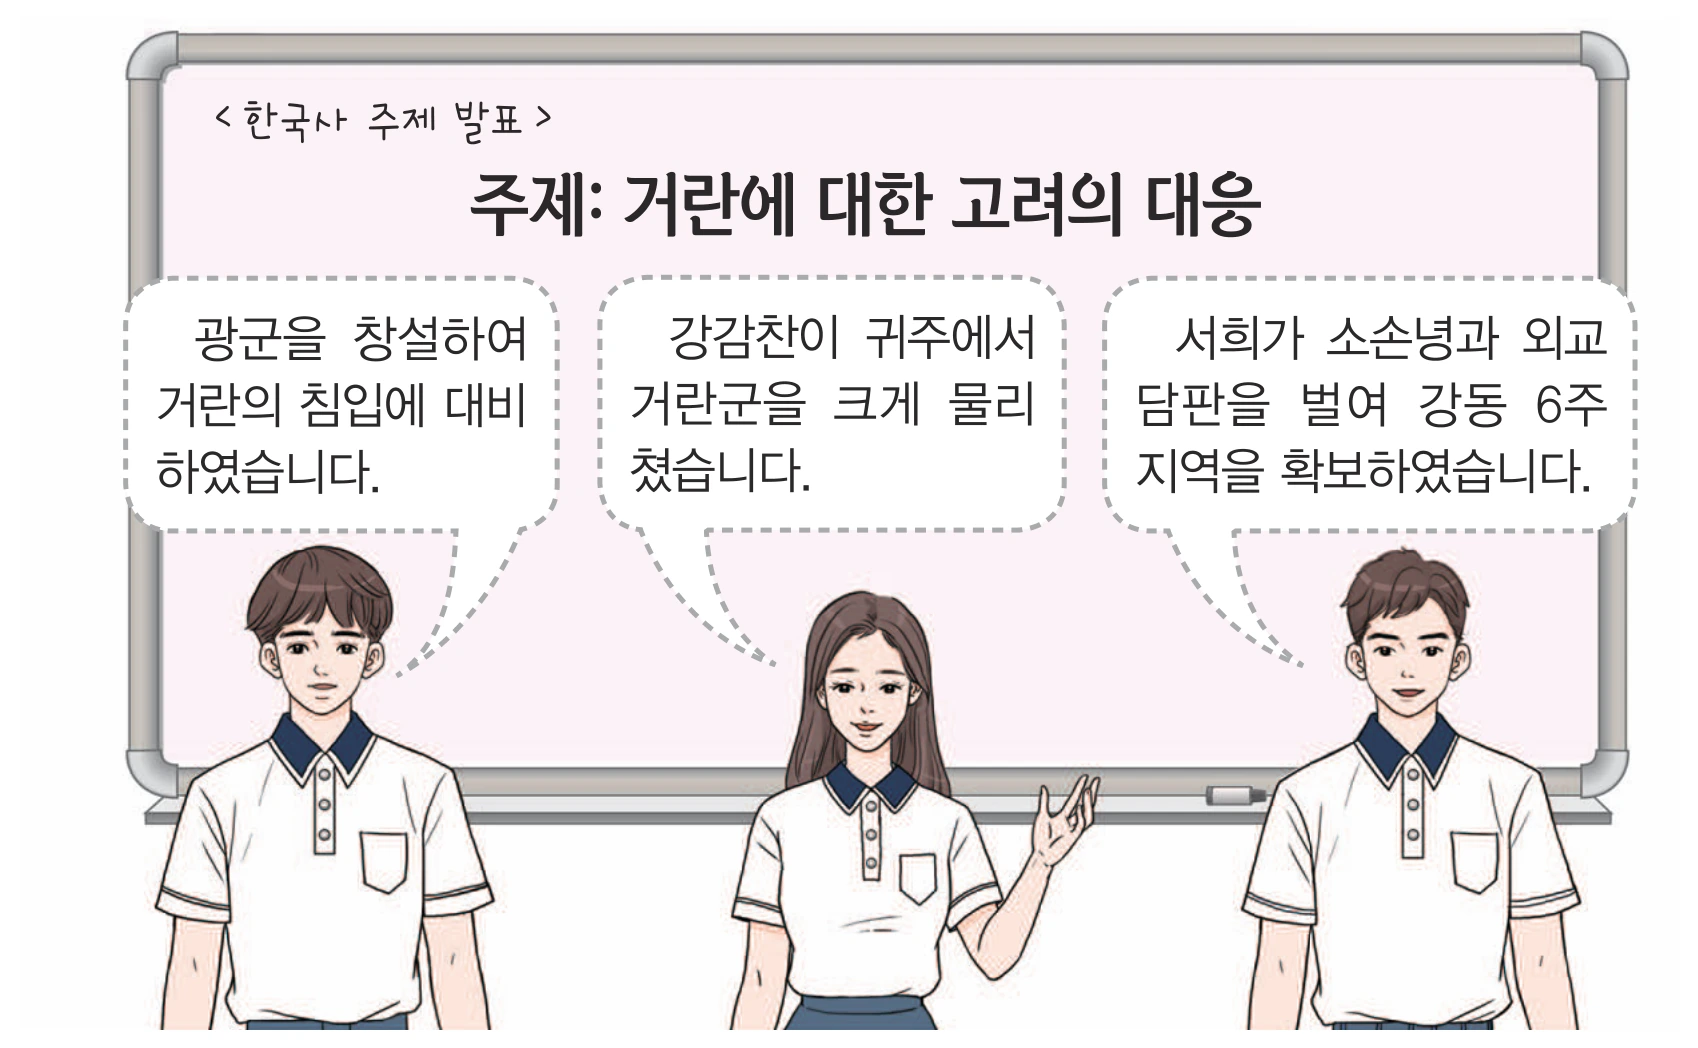 < 한국사 주제 발표 >
주제: 거란에 대한 고려의 대응
광군을 창설하여
거란의 침입에 대비
하였습니다.
강감찬이 귀주에서
거란군을 크게 물리
쳤습니다.
서희가 소손녕과 외교
담판을 벌여 강동 6주
지역을 확보하였습니다.